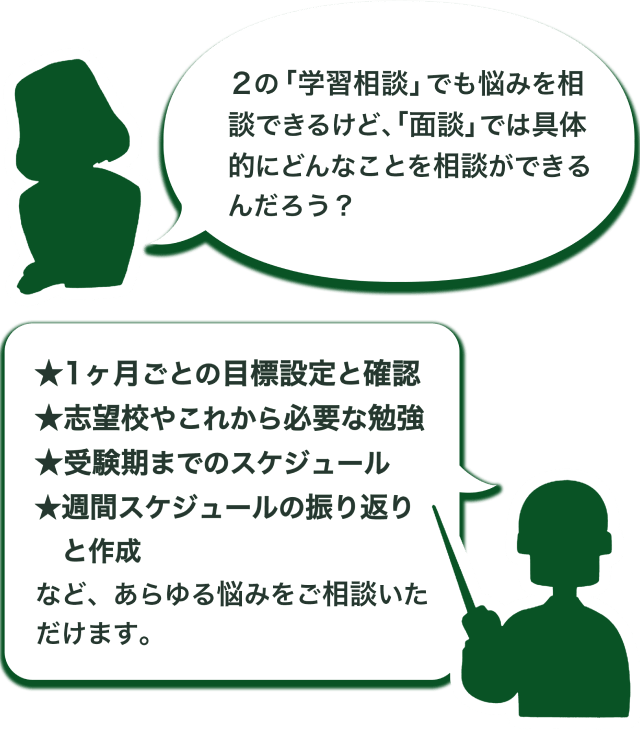 ２の「学習相談」でも悩みを相
談できるけど、「面談」では具体
的にどんなことを相談ができる
んだろう？
★1ヶ月ごとの目標設定と確認
★志望校やこれから必要な勉強
★受験期までのスケジュール
★週間スケジュールの振り返り
と作成
など、あらゆる悩みをご相談いた
だけます。